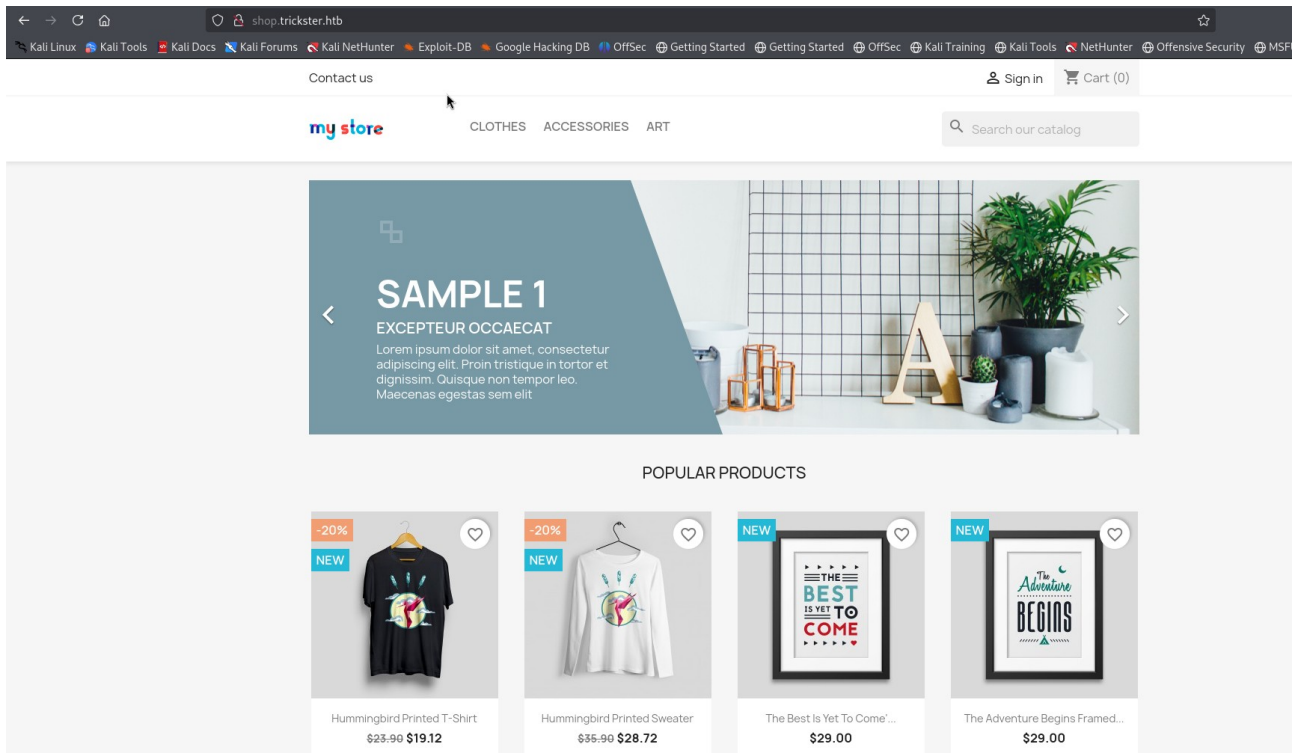 shop.trickster.htb
Kali Linux Kali Tools Kali Docs Kali Forums Kali NetHunter Exploit-DB Google Hacking DB OffSec Getting Started Getting Started OffSec Kali Training Kali Tools NetHunter Offensive Security MSFU
Contact us Sign in Cart (0)
my store CLOTHES ACCESSORIES ART Search our catalog
SAMPLE 1
EXCEPTEUR OCCAECAT
Lorem ipsum dolor sit amet, consectetur
adipiscing elit. Proin tristique in tortor et
dignissim. Quisque non tempor leo.
Maecenas egestas sem elit
A
POPULAR PRODUCTS
-20% -20% NEW NEW
NEW NEW
THE
BEST
IS YET TO
COME
The
Adventure
BEGINS
Hummingbird Printed T-Shirt Hummingbird Printed Sweater The Best Is Yet To Come'... The Adventure Begins Framed...
$23.90 $19.12 $35.90 $28.72 $29.00 $29.00